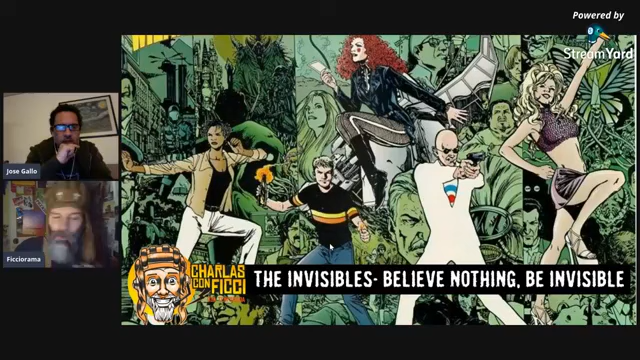 Powered by
StreamYard
Jose Gallo
Ficciorama
CHARLAS
CON FICCI
THE INVISIBLES- BELIEVE NOTHING, BE INVISIBLE